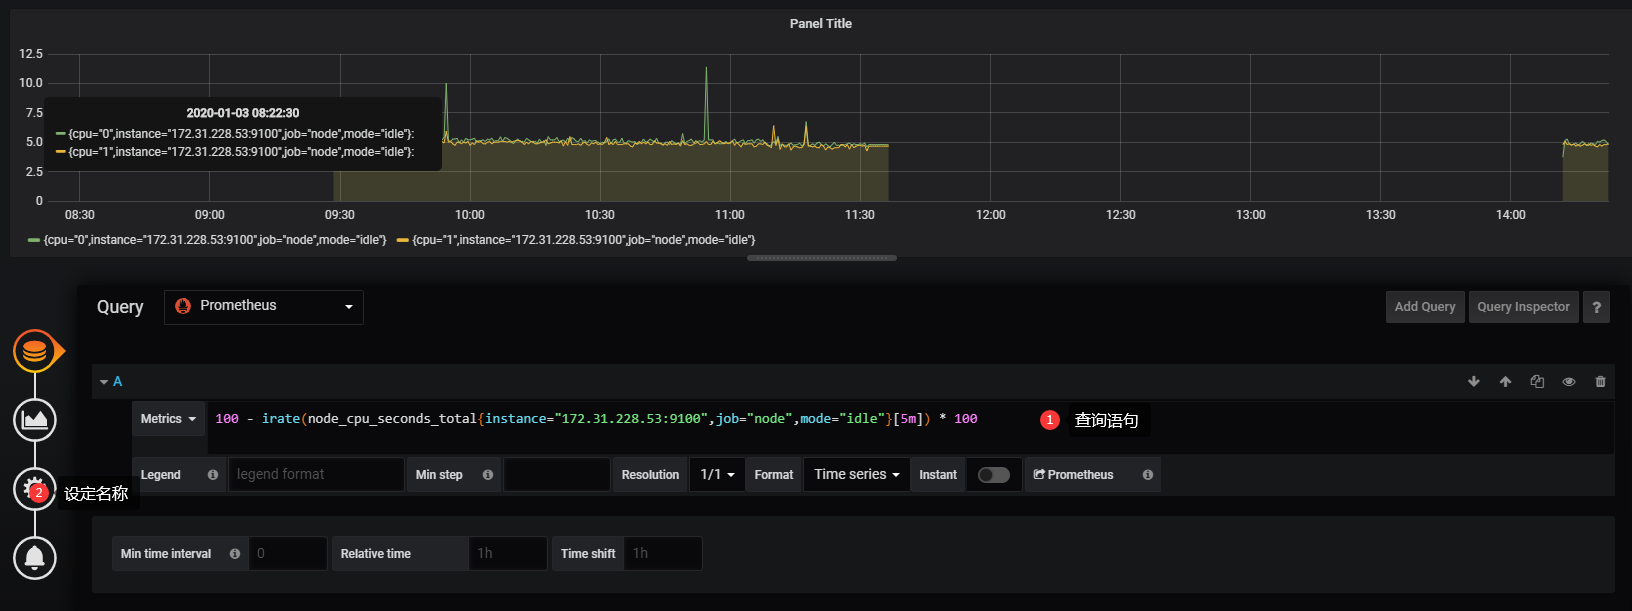 Panel Title
12.5
10.0
7.5
5.0
2.5
0
2020-01-03 08:22:30
{cpu="0",instance="172.31.228.53:9100",job="node",mode="idle"}:
{cpu="1",instance="172.31.228.53:9100",job="node",mode="idle"}:
08:30 09:00 09:30 10:00 10:30 11:00 11:30 12:00 12:30 13:00 13:30 14:00
{cpu="0",instance="172.31.228.53:9100",job="node",mode="idle"} {cpu="1",instance="172.31.228.53:9100",job="node",mode="idle"}
Query Prometheus Add Query Query Inspector ?
A
Metrics 100 - irate(node_cpu_seconds_total{instance="172.31.228.53:9100",job="node",mode="idle"}[5m]) * 100 1 查询语句
Legend legend format Min step Resolution 1/1 Format Time series Instant Prometheus
2 设定名称
Min time interval 0 Relative time 1h Time shift 1h